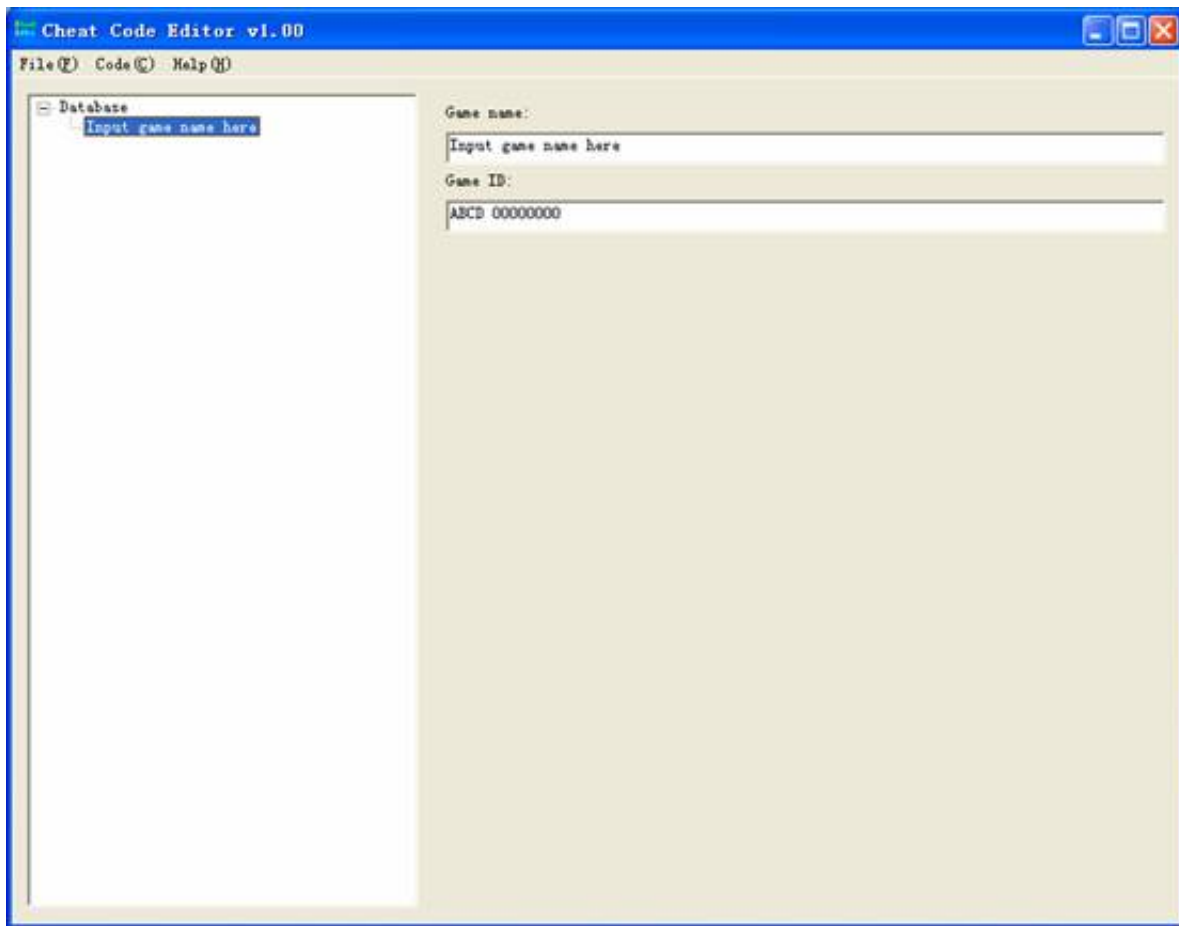 Cheat Code Editor v1.00
File(F) Code(C) Help(H)
Database
Input game name here
Game name:
Input game name here
Game ID:
ABCD 00000000